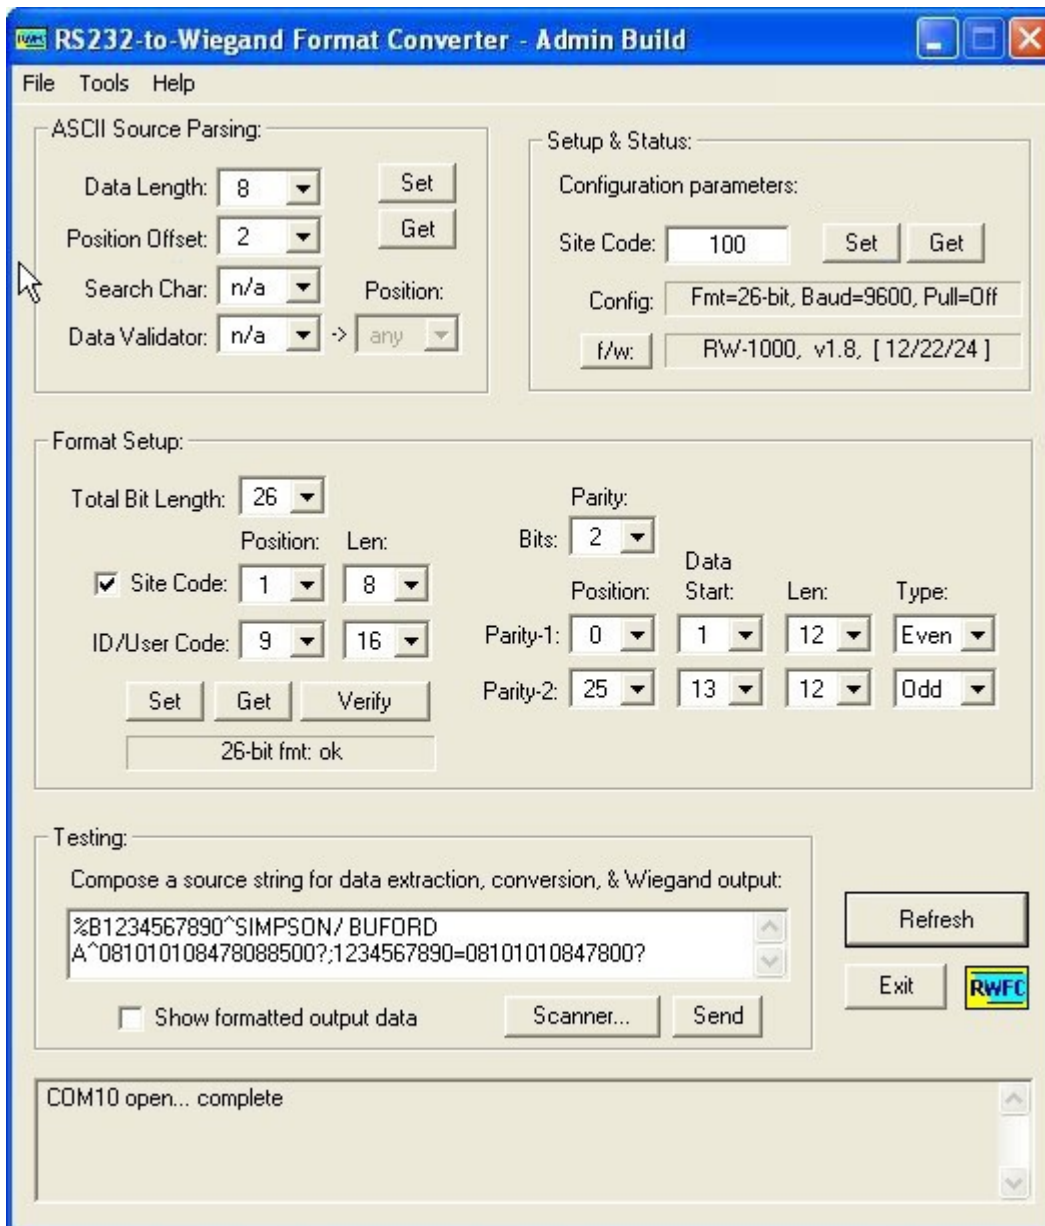 RWFC RS232-to-Wiegand Format Converter - Admin Build
File Tools Help
ASCII Source Parsing:
Data Length: 8 Set
Position Offset: 2 Get
Search Char: n/a Position:
Data Validator: n/a -> any
Setup & Status:
Configuration parameters:
Site Code: 100 Set Get
Config: Fmt=26-bit, Baud=9600, Pull=Off
f/w: RW-1000, v1.8, [ 12/22/24 ]
Format Setup:
Total Bit Length: 26
Position: Len:
Site Code: 1 8
ID/User Code: 9 16
Set Get Verify
26-bit fmt: ok
Parity:
Bits: 2
Data
Position: Start: Len: Type:
Parity-1: 0 1 12 Even
Parity-2: 25 13 12 Odd
Testing:
Compose a source string for data extraction, conversion, & Wiegand output:
%B1234567890^SIMPSON/ BUFORD
A^081010108478088500?;1234567890=08101010847800?
Show formatted output data Scanner... Send
Refresh
Exit RWFC
COM10 open... complete